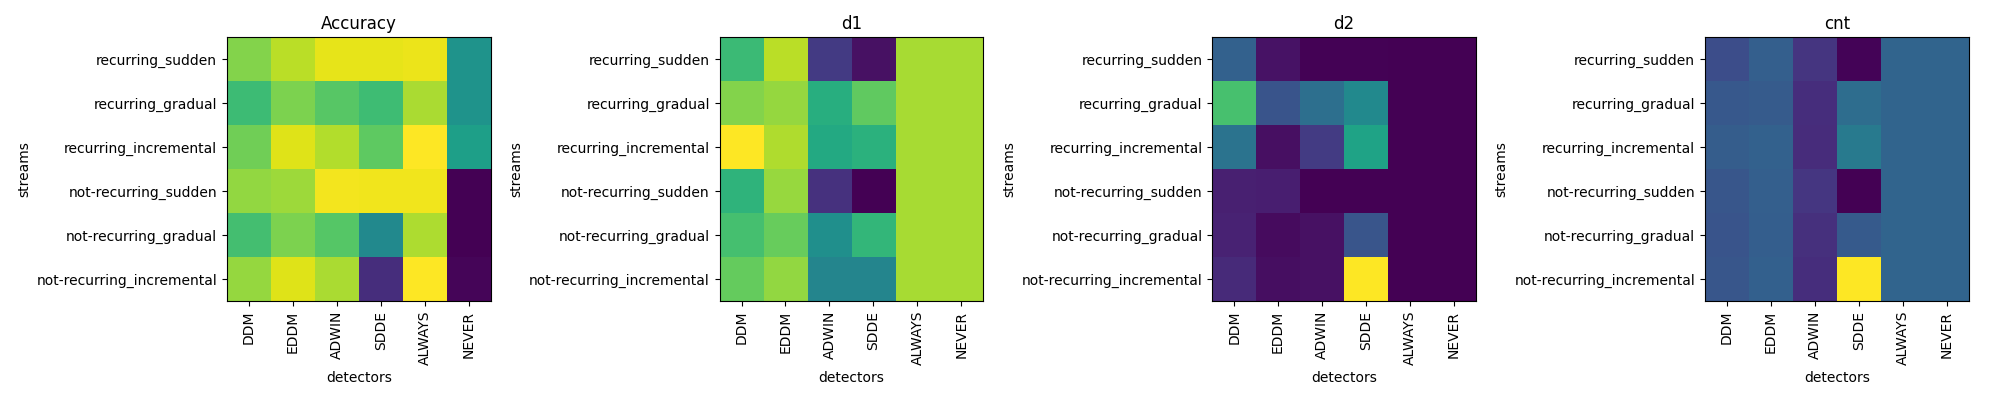 Accuracy
streams
recurring_sudden
recurring_gradual
recurring_incremental
not-recurring_sudden
not-recurring_gradual
not-recurring_incremental
DDM
EDDM
ADWIN
SDDE
ALWAYS
NEVER
detectors
d1
streams
recurring_sudden
recurring_gradual
recurring_incremental
not-recurring_sudden
not-recurring_gradual
not-recurring_incremental
DDM
EDDM
ADWIN
SDDE
ALWAYS
NEVER
detectors
d2
streams
recurring_sudden
recurring_gradual
recurring_incremental
not-recurring_sudden
not-recurring_gradual
not-recurring_incremental
DDM
EDDM
ADWIN
SDDE
ALWAYS
NEVER
detectors
cnt
streams
recurring_sudden
recurring_gradual
recurring_incremental
not-recurring_sudden
not-recurring_gradual
not-recurring_incremental
DDM
EDDM
ADWIN
SDDE
ALWAYS
NEVER
detectors